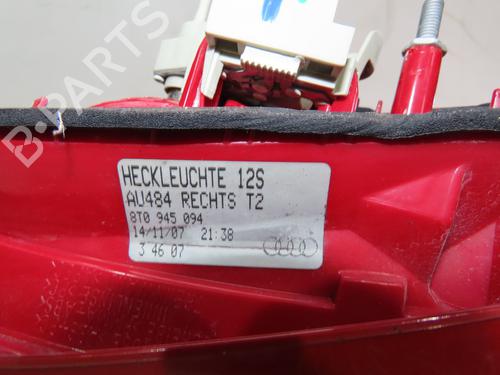 B-PARTS
HECKLEUCHTE 12S
AU484 RECHTS T2
8T0 945 094
14/11/07 21:38
3 46 07